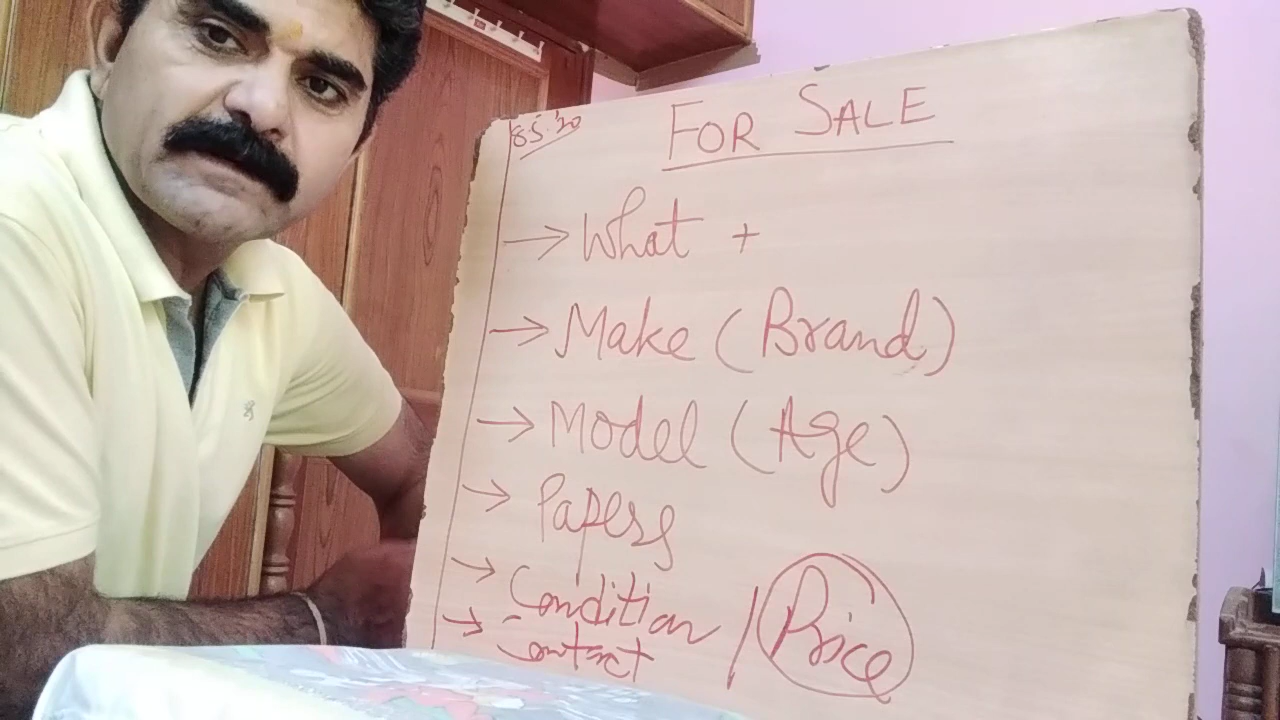 8.5.'20
FOR SALE
→ What +
→ Make (Brand)
→ Model (Age)
→ Papers
→ Condition / Price
→ Contact